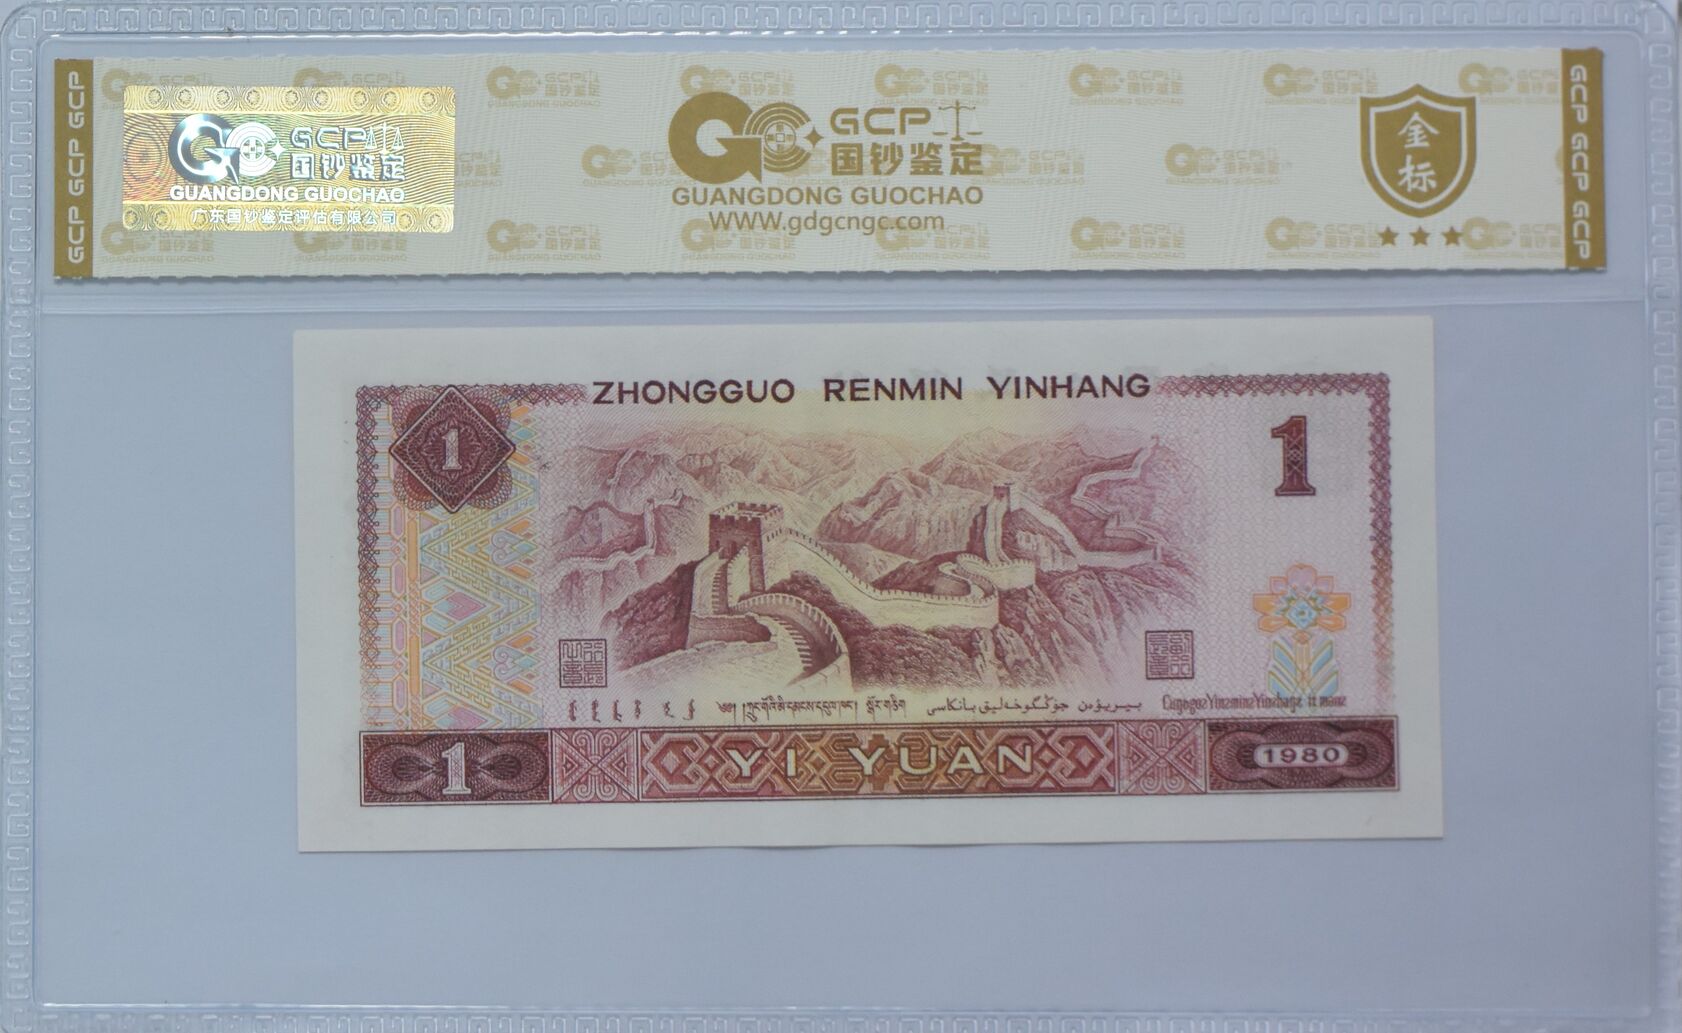 GCP GCP GCP
GCP
国钞鉴定
GUANGDONG GUOCHAO
广东国钞鉴定评估有限公司
GCP
国钞鉴定
GUANGDONG GUOCHAO
WWW.gdgcngc.com
金
标
GCP GCP GCP
ZHONGGUO RENMIN YINHANG
1
1
YI YUAN
1
1980